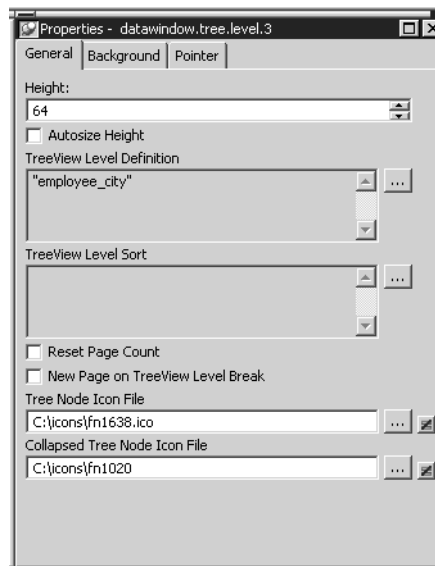 Properties - datawindow.tree.level.3
General Background Pointer
Height:
64
Autosize Height
TreeView Level Definition
"employee_city"
...
TreeView Level Sort
...
Reset Page Count
New Page on TreeView Level Break
Tree Node Icon File
C:\icons\fn1638.ico ...
Collapsed Tree Node Icon File
C:\icons\fn1020 ...